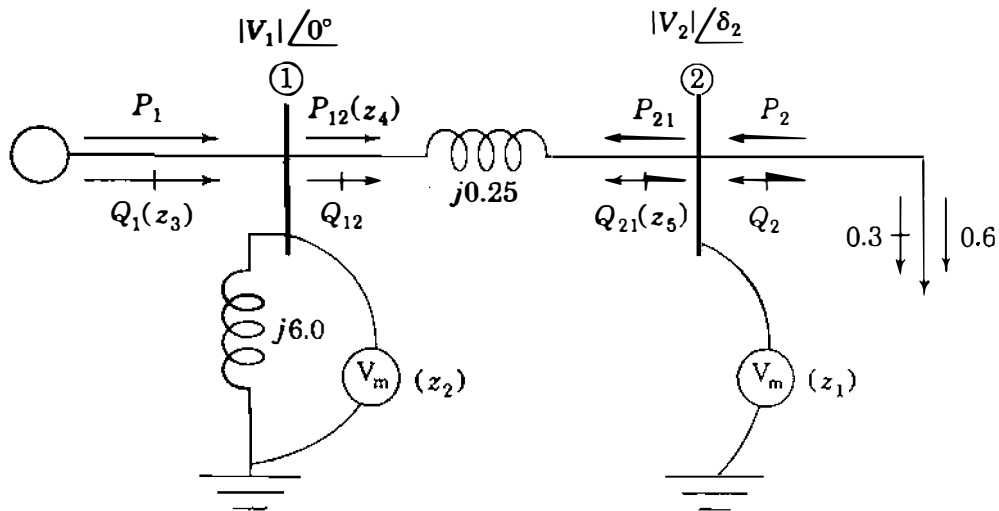 |V₁|∠0° |V₂|∠δ₂
① ②
P₁ P₁₂(z₄) P₂₁ P₂
j0.25
Q₁(z₃) Q₁₂ Q₂₁(z₅) Q₂
0.3 0.6
j6.0
Vₘ (z₂) Vₘ (z₁)